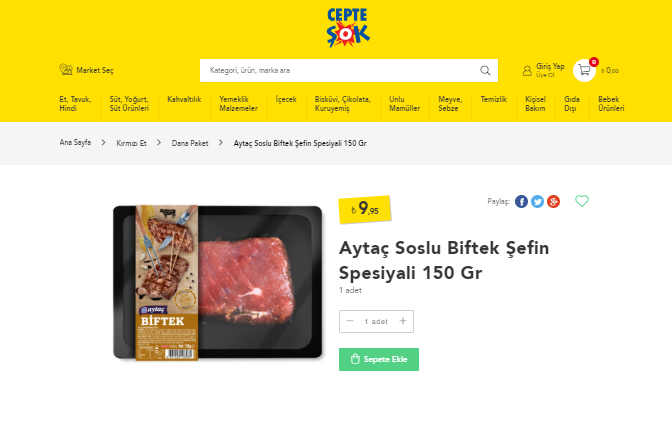 CEPTE
ŞOK
Market Seç
Kategori, ürün, marka ara
Giriş Yap
Üye Ol
0
₺ 0,00
Et, Tavuk,
Hindi
Süt, Yoğurt,
Süt Ürünleri
Kahvaltılık
Yemeklik
Malzemeler
İçecek
Bisküvi, Çikolata,
Kuruyemiş
Unlu
Mamüller
Meyve,
Sebze
Temizlik
Kişisel
Bakım
Gıda
Dışı
Bebek
Ürünleri
Ana Sayfa
Kırmızı Et
Dana Paket
Aytaç Soslu Biftek Şefin Spesiyali 150 Gr
₺ 9,95
Paylaş:
Aytaç Soslu Biftek Şefin
Spesiyali 150 Gr
1 adet
1 adet
Sepete Ekle
aytaç
BİFTEK